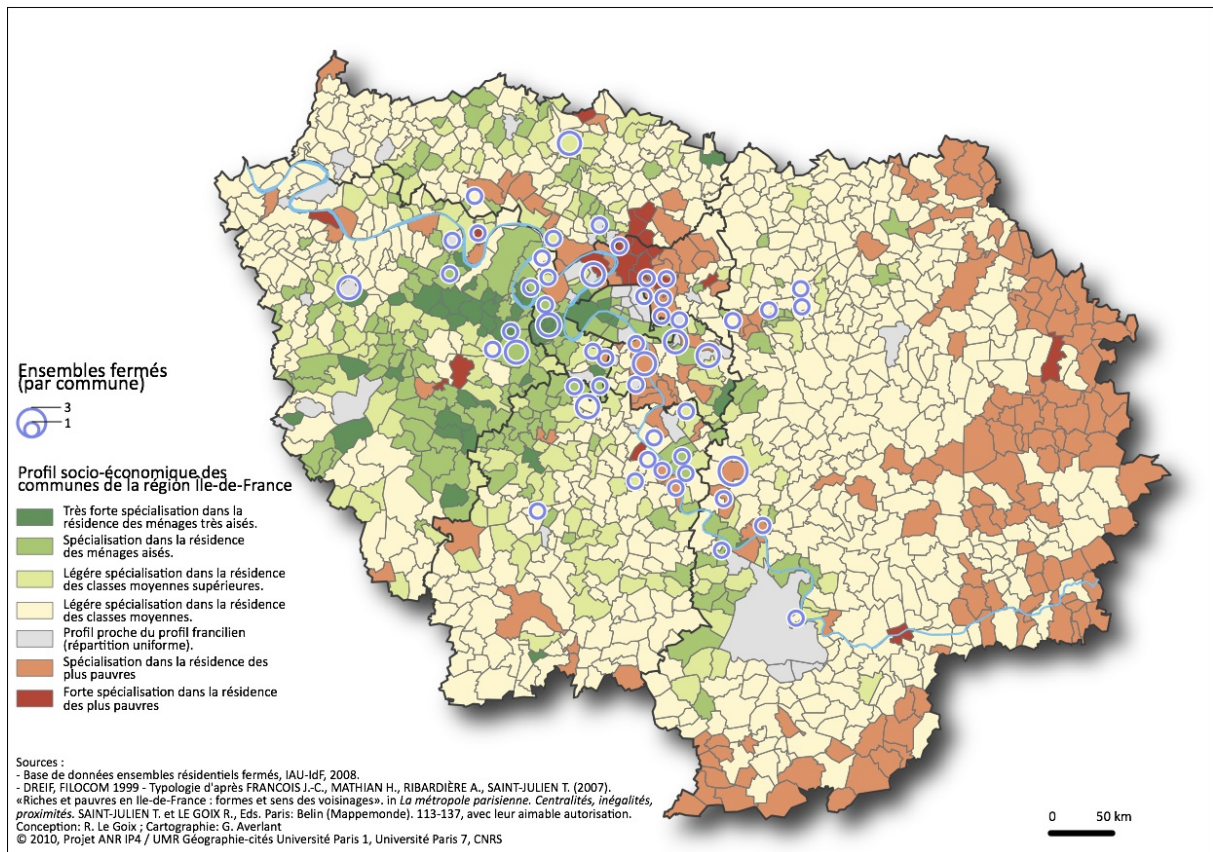 Ensembles fermés
(par commune)
3
1
Profil socio-économique des
communes de la région Ile-de-France
Très forte spécialisation dans la
résidence des ménages très aisés.
Spécialisation dans la résidence
des ménages aisés.
Légére spécialisation dans la résidence
des classes moyennes supérieures.
Légére spécialisation dans la résidence
des classes moyennes.
Profil proche du profil francilien
(répartition uniforme).
Spécialisation dans la résidence des
plus pauvres
Forte spécialisation dans la résidence
des plus pauvres
Sources :
- Base de données ensembles résidentiels fermés, IAU-IdF, 2008.
- DREIF, FILOCOM 1999 - Typologie d'après FRANCOIS J.-C., MATHIAN H., RIBARDIÈRE A., SAINT-JULIEN T. (2007).
«Riches et pauvres en Ile-de-France : formes et sens des voisinages». in La métropole parisienne. Centralités, inégalités,
proximités. SAINT-JULIEN T. et LE GOIX R., Eds. Paris: Belin (Mappemonde). 113-137, avec leur aimable autorisation.
Conception: R. Le Goix ; Cartographie: G. Averlant
© 2010, Projet ANR IP4 / UMR Géographie-cités Université Paris 1, Université Paris 7, CNRS
0 50 km